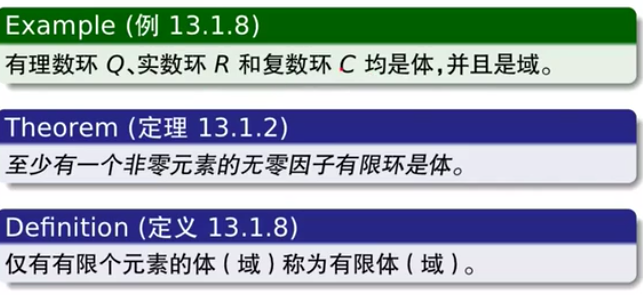 Example (例 13.1.8)
有理数环 Q、实数环 R 和复数环 C 均是体,并且是域。
Theorem (定理 13.1.2)
至少有一个非零元素的无零因子有限环是体。
Definition (定义 13.1.8)
仅有有限个元素的体 ( 域 ) 称为有限体 ( 域 ) 。